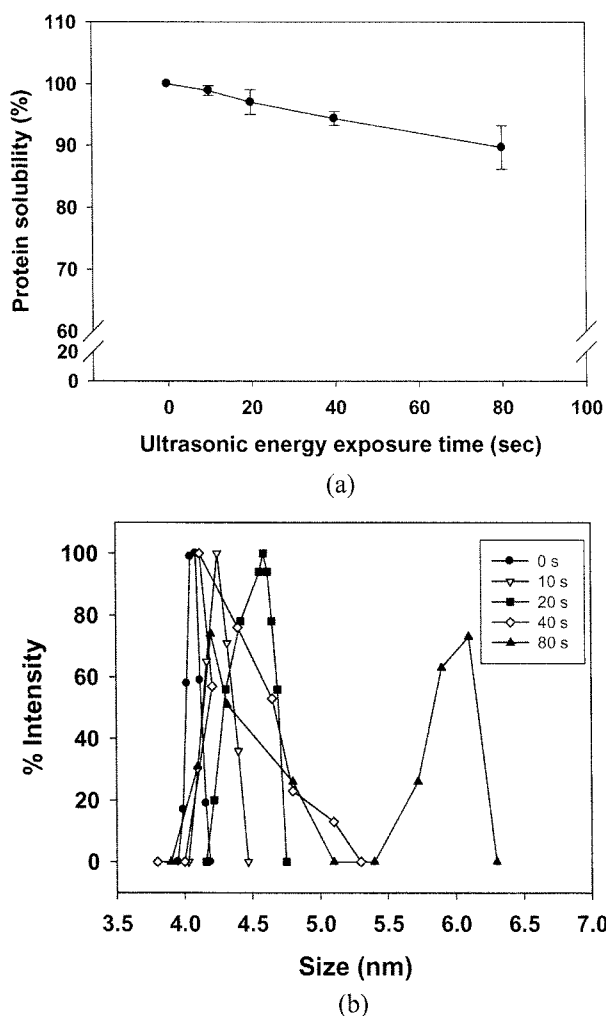 110
100
90
80
70
60
20
0
Protein solubility (%)
0 20 40 60 80 100
Ultrasonic energy exposure time (sec)
(a)
100
80
60
40
20
0
% Intensity
0 s
10 s
20 s
40 s
80 s
3.5 4.0 4.5 5.0 5.5 6.0 6.5 7.0
Size (nm)
(b)